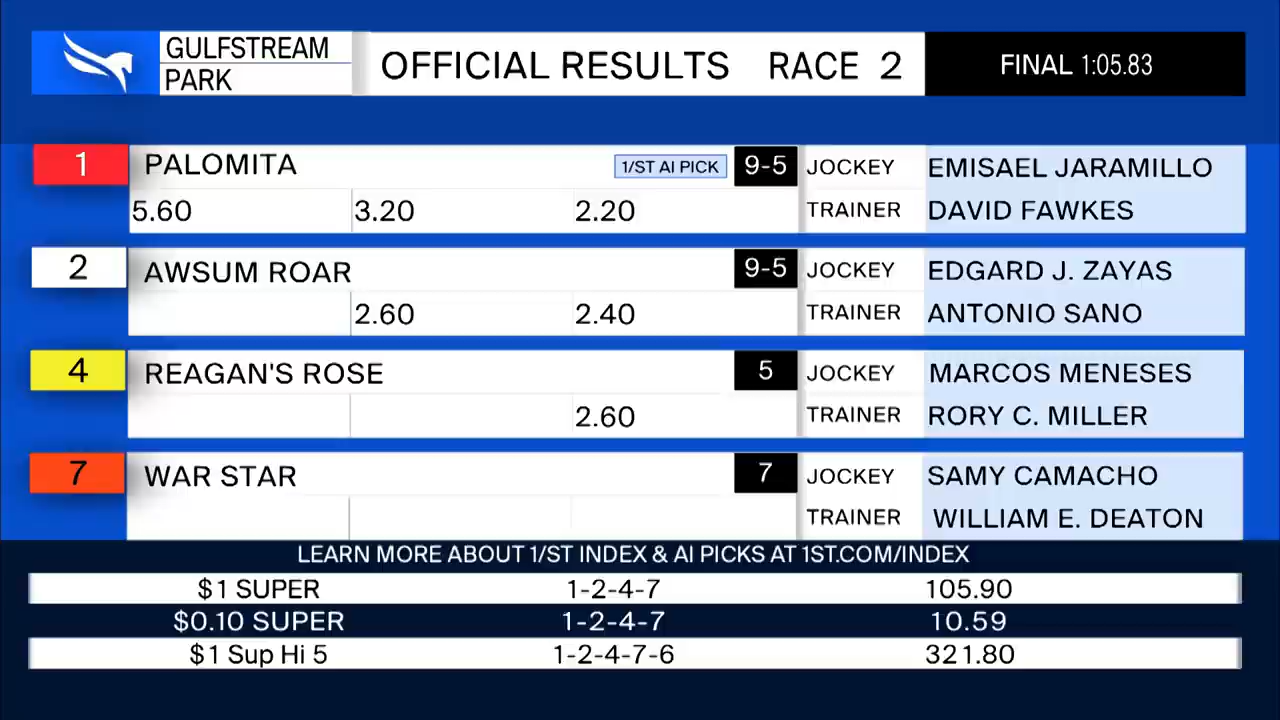 GULFSTREAM PARK
OFFICIAL RESULTS RACE 2
FINAL 1:05.83
1 PALOMITA 1/ST AI PICK 9-5 JOCKEY EMISAEL JARAMILLO
5.60 3.20 2.20 TRAINER DAVID FAWKES
2 AWSUM ROAR 9-5 JOCKEY EDGARD J. ZAYAS
2.60 2.40 TRAINER ANTONIO SANO
4 REAGAN'S ROSE 5 JOCKEY MARCOS MENESES
2.60 TRAINER RORY C. MILLER
7 WAR STAR 7 JOCKEY SAMY CAMACHO
TRAINER WILLIAM E. DEATON
LEARN MORE ABOUT 1/ST INDEX & AI PICKS AT 1ST.COM/INDEX
$1 SUPER 1-2-4-7 105.90
$0.10 SUPER 1-2-4-7 10.59
$1 Sup Hi 5 1-2-4-7-6 321.80